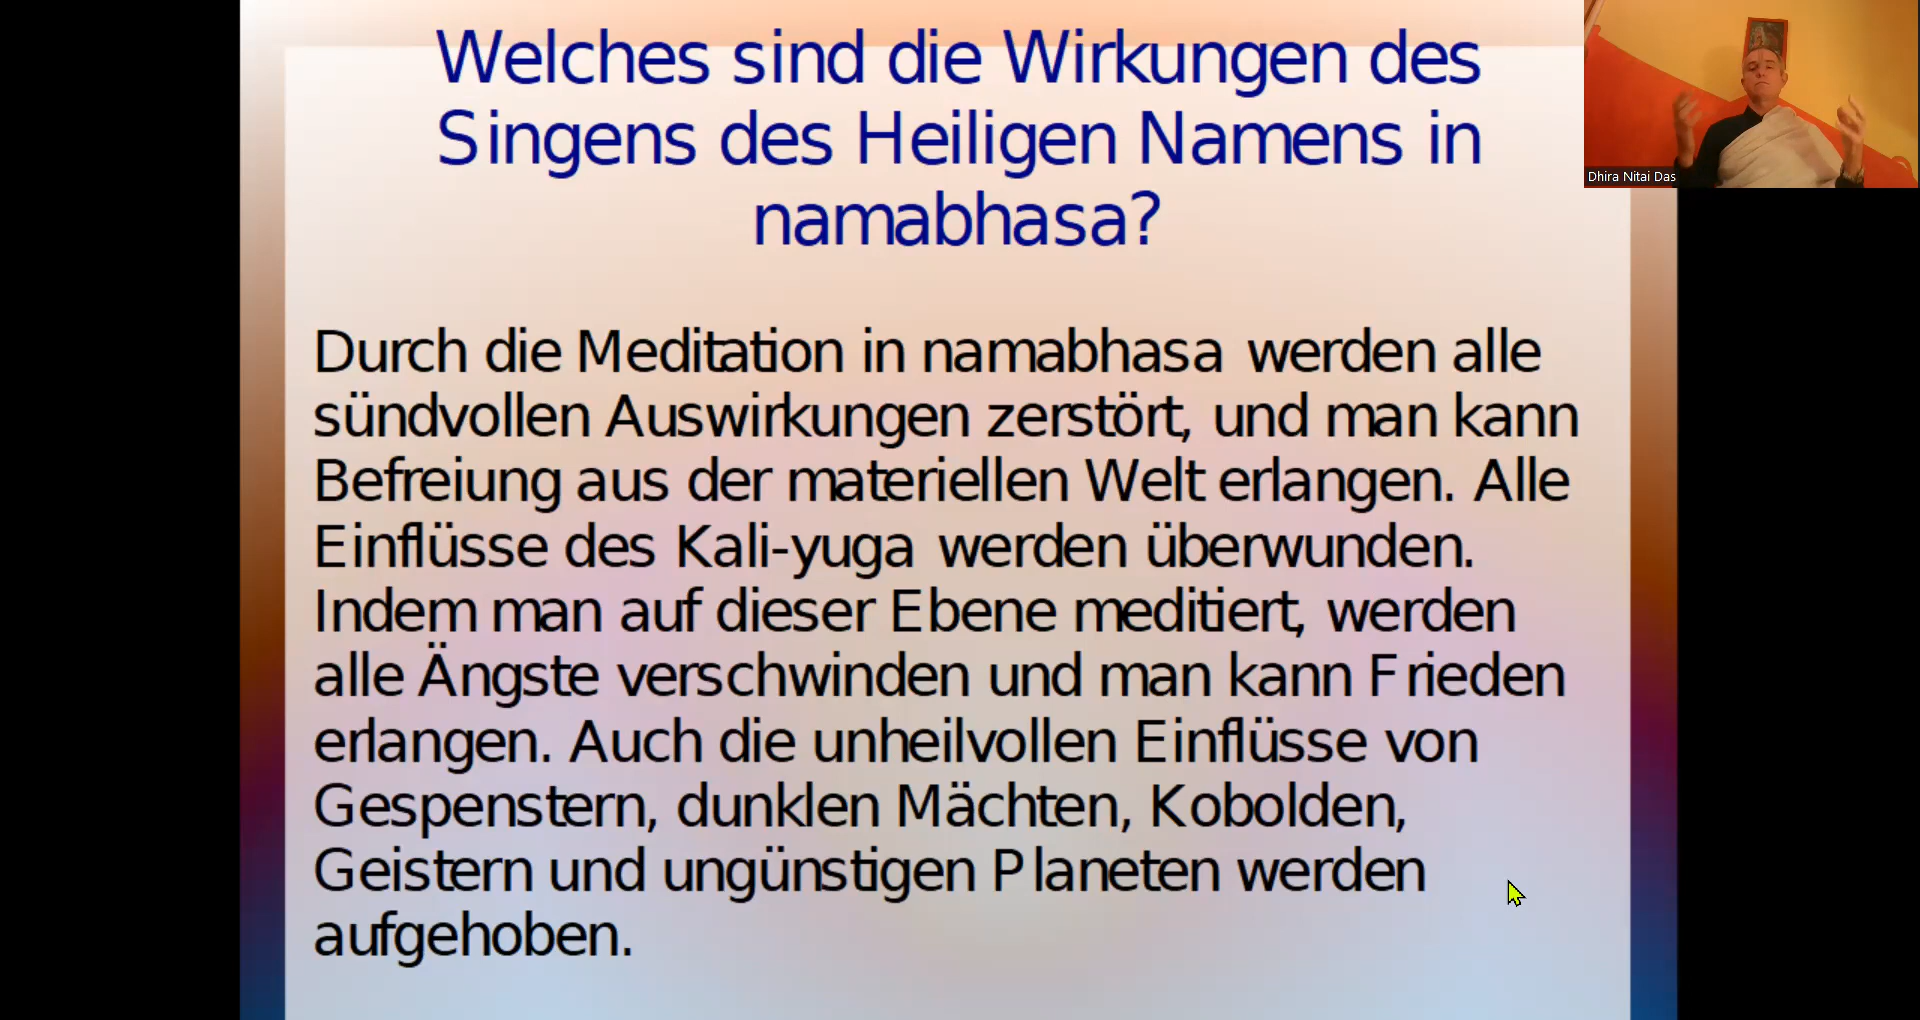 Welches sind die Wirkungen des
Singens des Heiligen Namens in
namabhasa?
Dhira Nitai Das
Durch die Meditation in namabhasa werden alle
sündvollen Auswirkungen zerstört, und man kann
Befreiung aus der materiellen Welt erlangen. Alle
Einflüsse des Kali-yuga werden überwunden.
Indem man auf dieser Ebene meditiert, werden
alle Ängste verschwinden und man kann Frieden
erlangen. Auch die unheilvollen Einflüsse von
Gespenstern, dunklen Mächten, Kobolden,
Geistern und ungünstigen Planeten werden
aufgehoben.